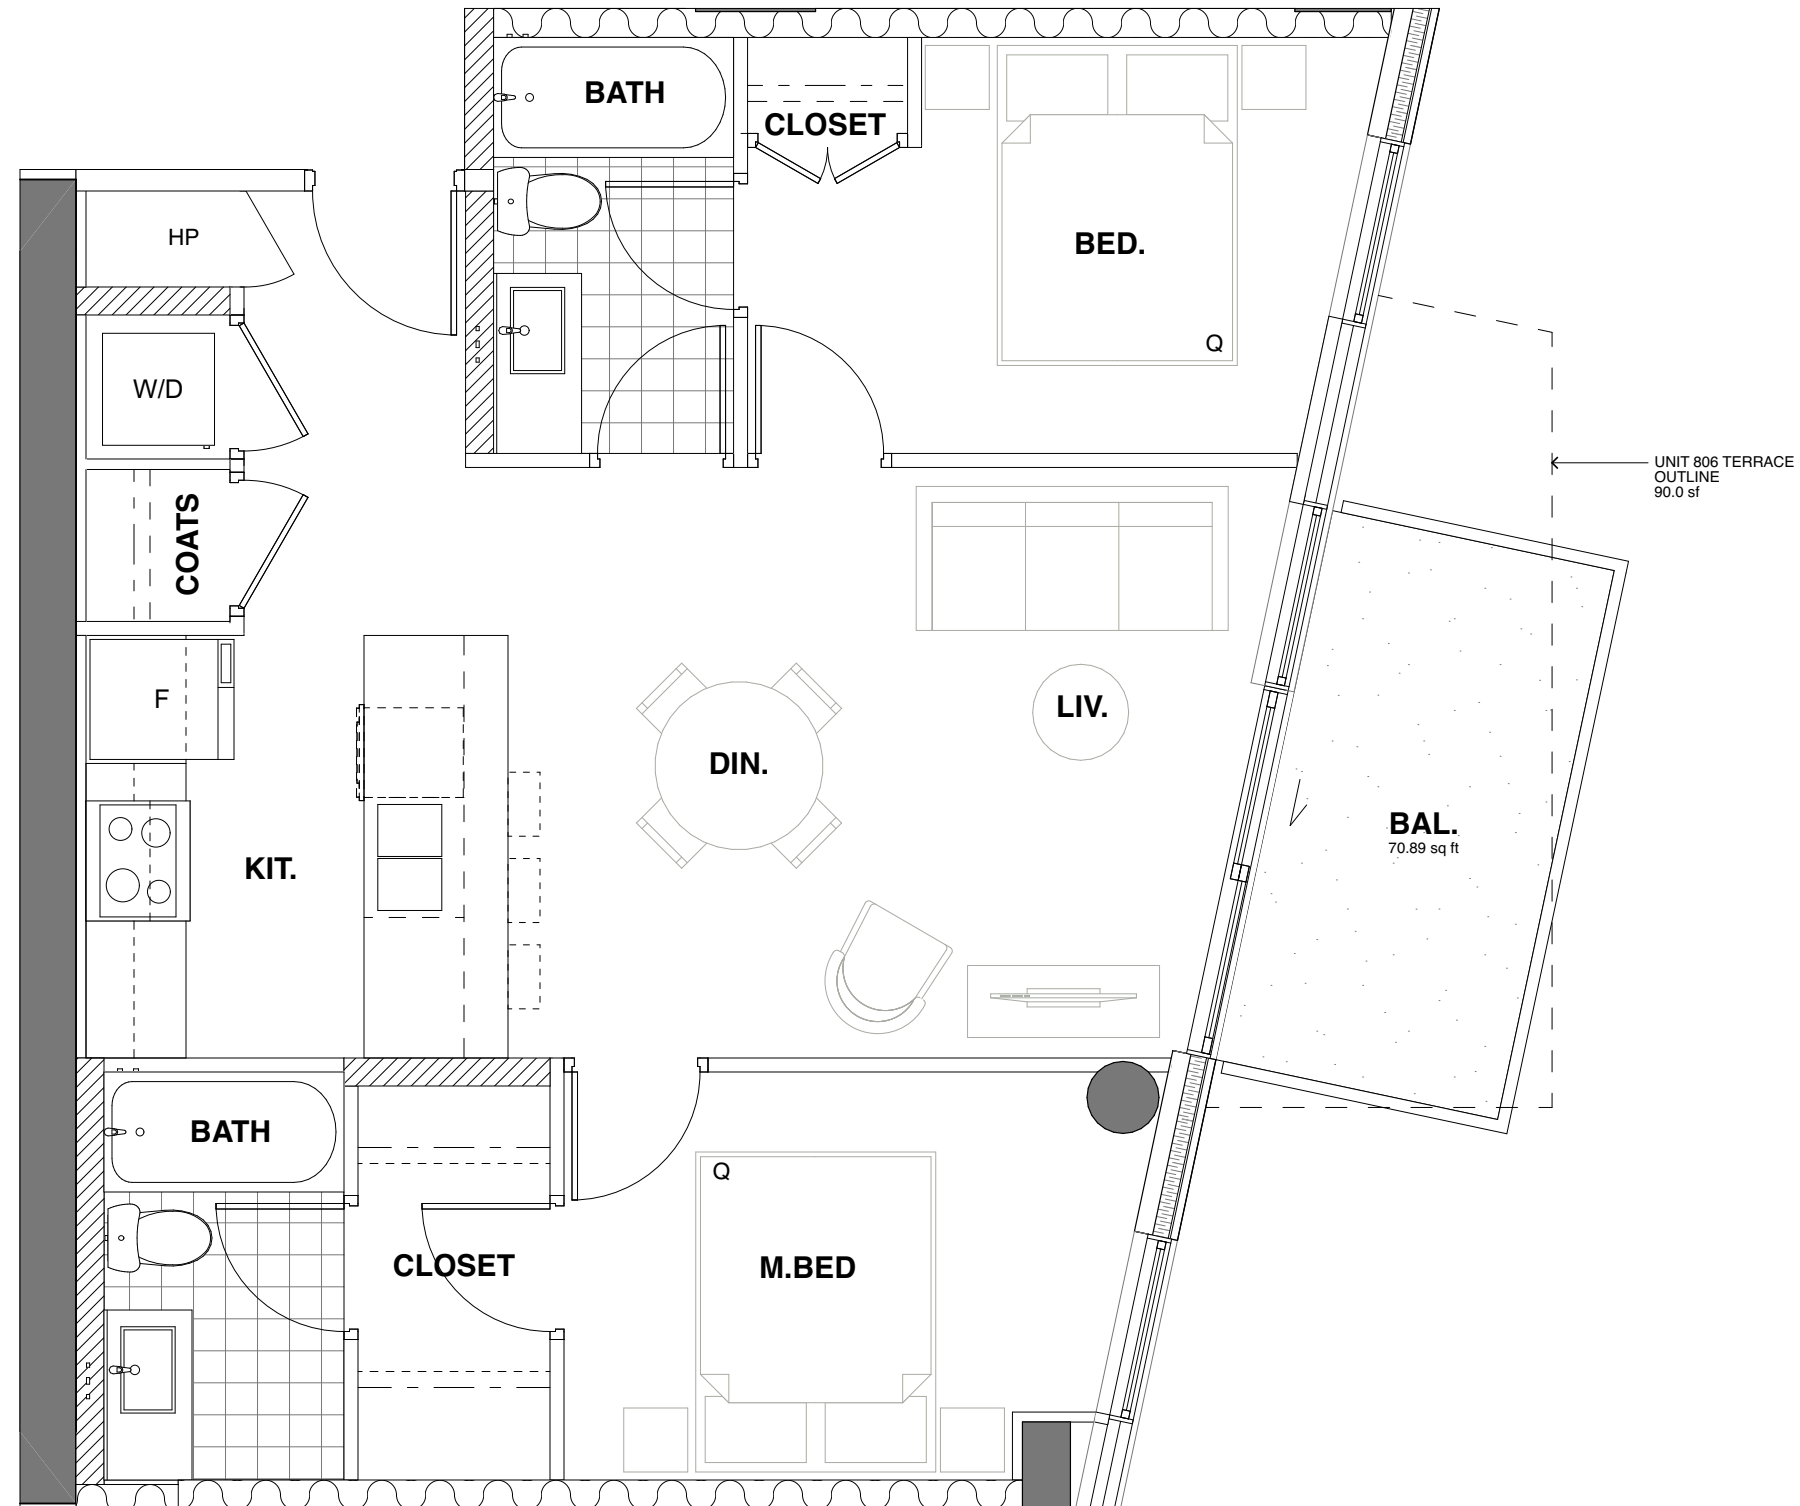 BATH
CLOSET
HP
BED.
Q
W/D
UNIT 806 TERRACE
OUTLINE
90.0 sf
COATS
F
LIV.
DIN.
BAL.
70.89 sq ft
KIT.
BATH
Q
CLOSET
M.BED